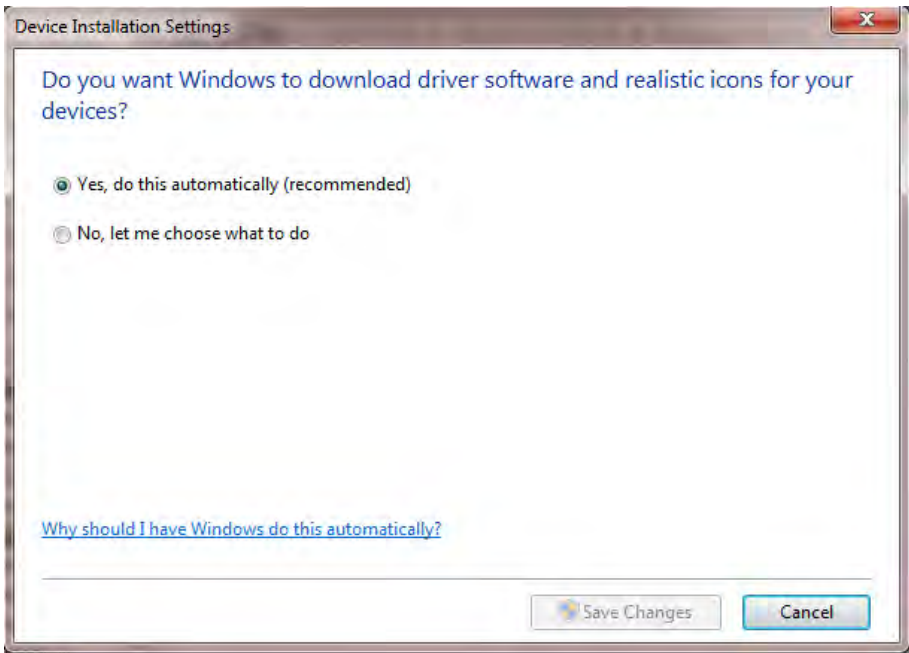 Device Installation Settings
Do you want Windows to download driver software and realistic icons for your
devices?
Yes, do this automatically (recommended)
No, let me choose what to do
Why should I have Windows do this automatically?
Save Changes
Cancel